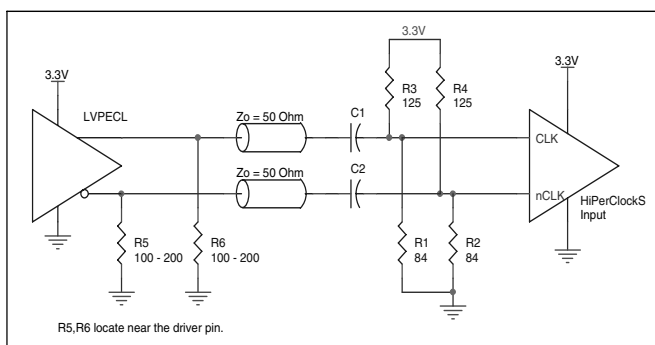 3.3V
3.3V
3.3V
R3
125
R4
125
LVPECL
Zo = 50 Ohm
C1
CLK
Zo = 50 Ohm
C2
nCLK
HiPerClockS
Input
R5
100 - 200
R6
100 - 200
R1
84
R2
84
R5,R6 locate near the driver pin.